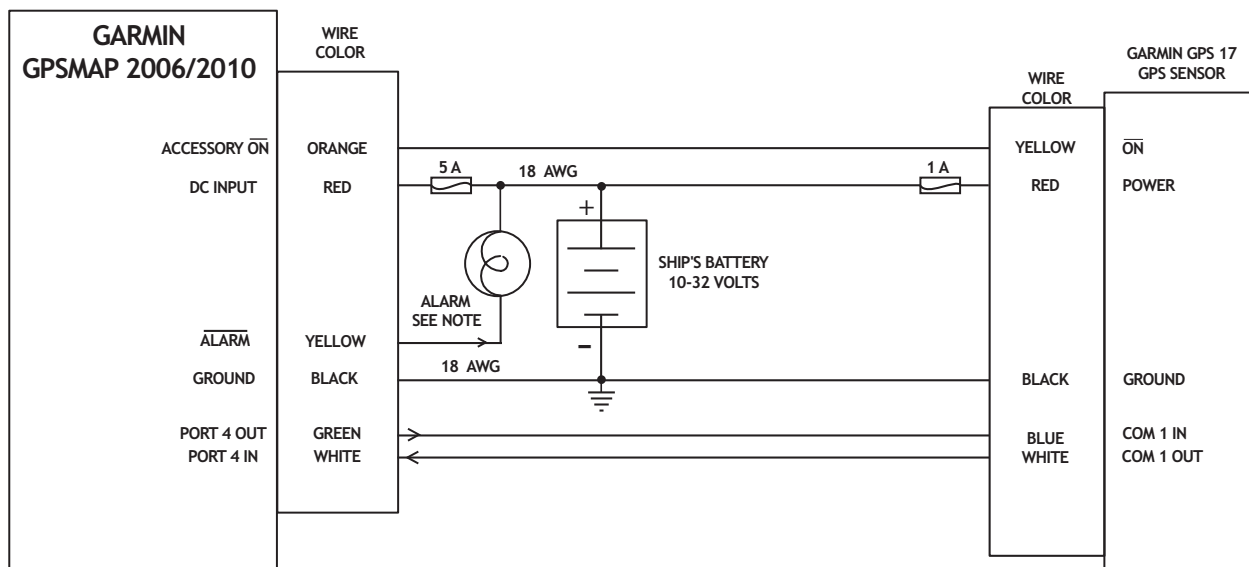 GARMIN
GPSMAP 2006/2010
WIRE
COLOR
GARMIN GPS 17
GPS SENSOR
WIRE
COLOR
ACCESSORY ON
ORANGE
YELLOW
ON
5 A
18 AWG
1 A
DC INPUT
RED
RED
POWER
+
SHIP'S BATTERY
10-32 VOLTS
ALARM
SEE NOTE
ALARM
YELLOW
-
18 AWG
GROUND
BLACK
BLACK
GROUND
PORT 4 OUT
GREEN
BLUE
COM 1 IN
PORT 4 IN
WHITE
WHITE
COM 1 OUT